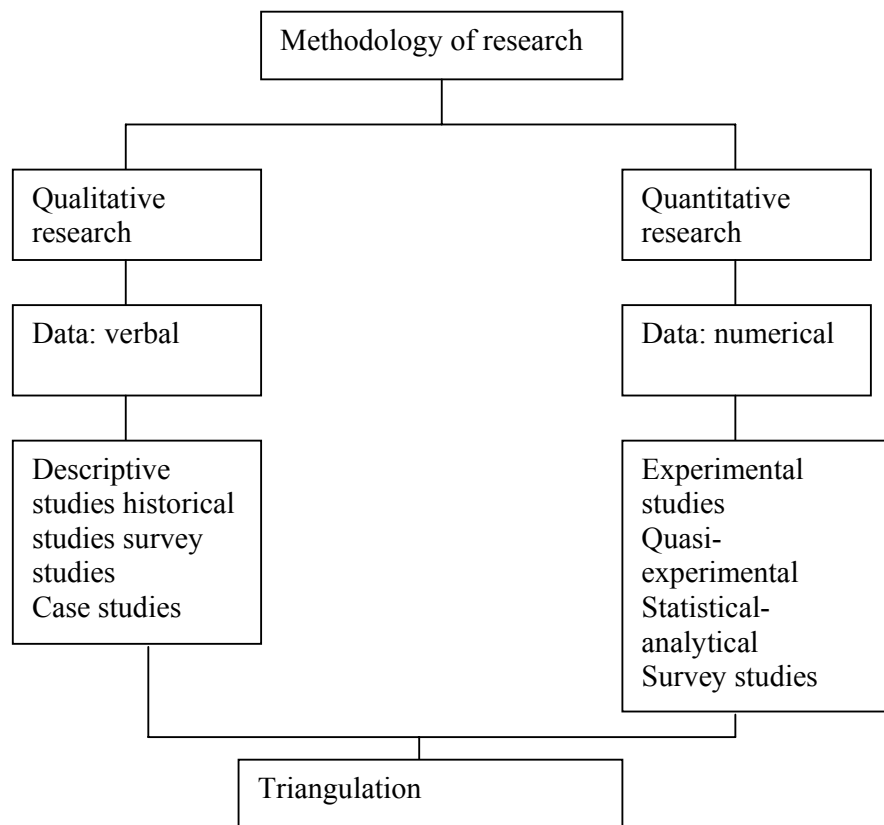 Methodology of research
Qualitative
research
Quantitative
research
Data: verbal
Data: numerical
Descriptive
studies historical
studies survey
studies
Case studies
Experimental
studies
Quasi-
experimental
Statistical-
analytical
Survey studies
Triangulation